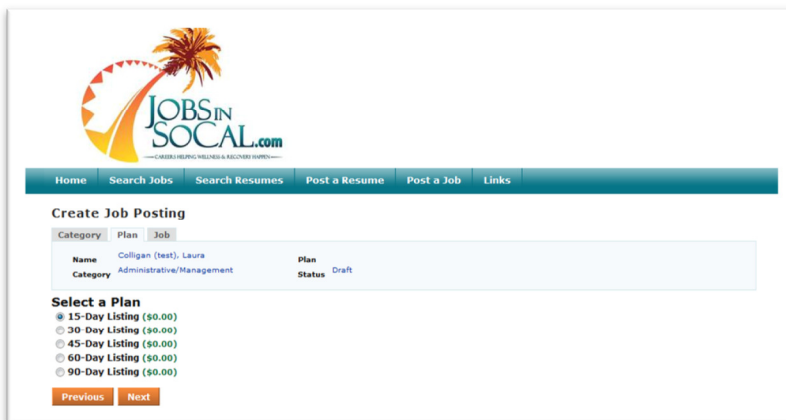 JOBS IN
SOCAL.com
CAREERS HELPING WELLNESS & RECOVERY HAPPEN
Home Search Jobs Search Resumes Post a Resume Post a Job Links
Create Job Posting
Category Plan Job
Name Colligan (test), Laura Plan
Category Administrative/Management Status Draft
Select a Plan
15-Day Listing ($0.00)
30-Day Listing ($0.00)
45-Day Listing ($0.00)
60-Day Listing ($0.00)
90-Day Listing ($0.00)
Previous Next